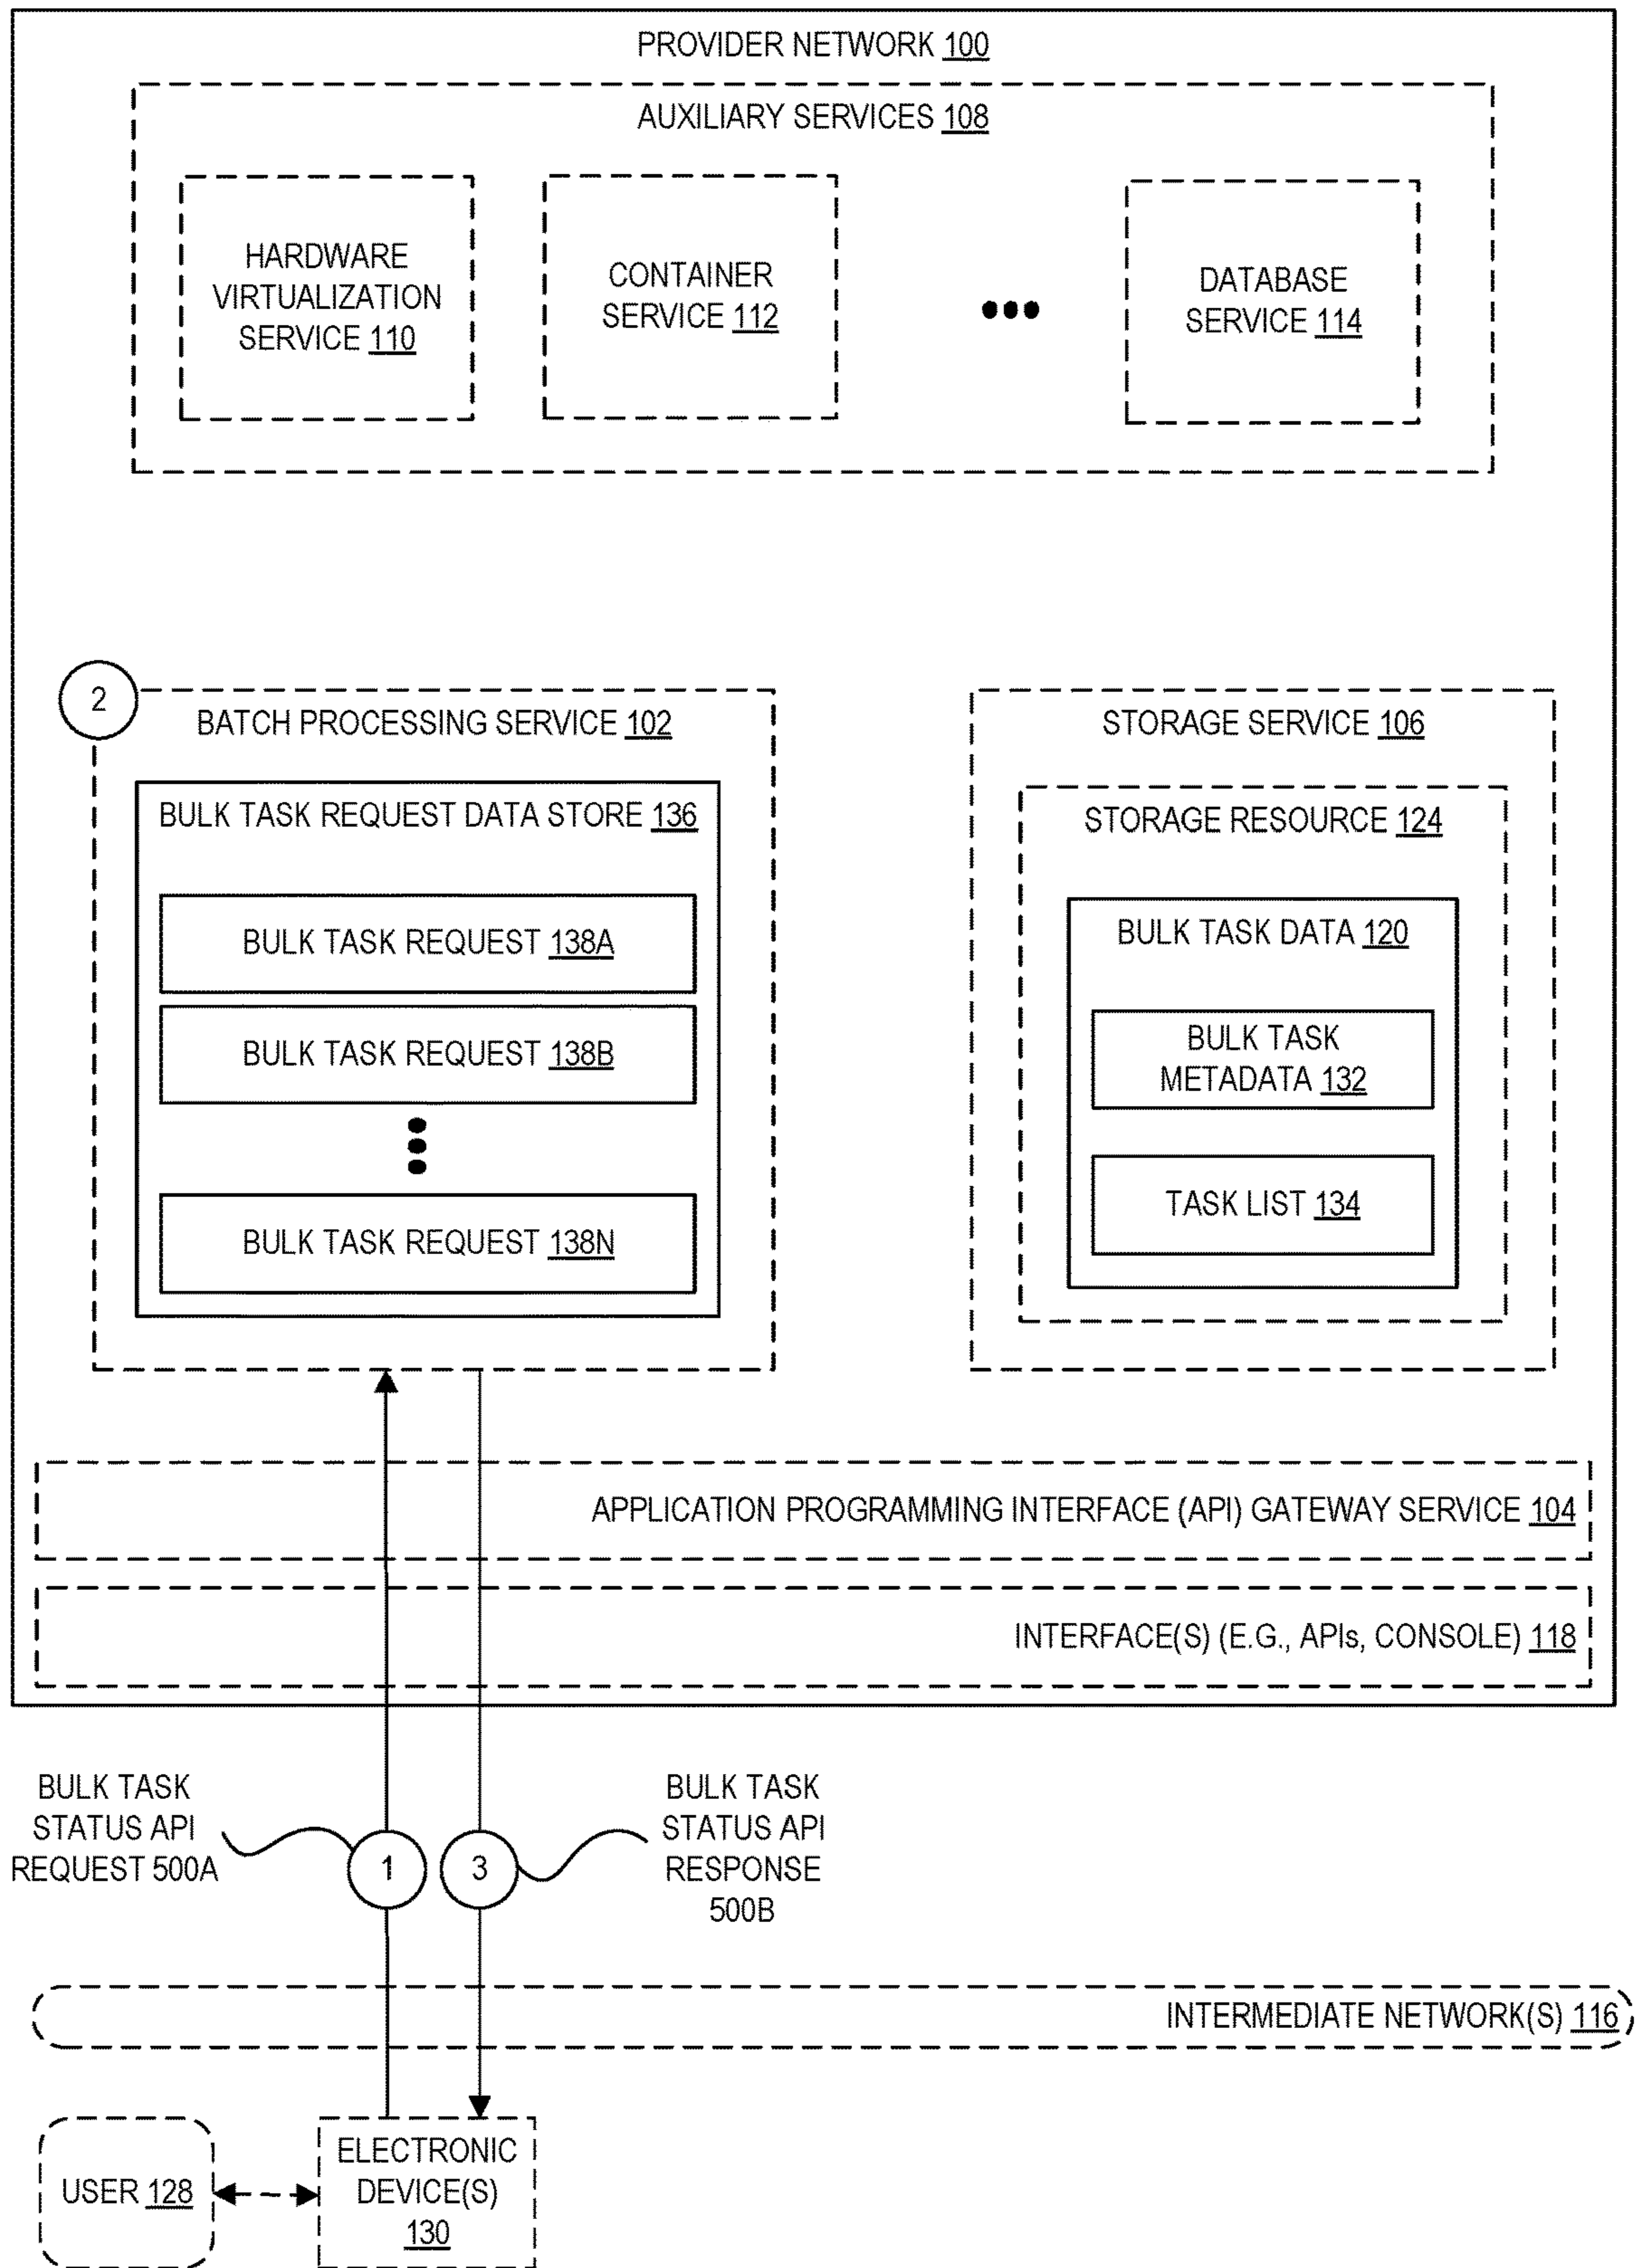 PROVIDER NETWORK 100
AUXILIARY SERVICES 108
HARDWARE
VIRTUALIZATION
SERVICE 110
CONTAINER
SERVICE 112
DATABASE
SERVICE 114
2
BATCH PROCESSING SERVICE 102
BULK TASK REQUEST DATA STORE 136
BULK TASK REQUEST 138A
BULK TASK REQUEST 138B
BULK TASK REQUEST 138N
STORAGE SERVICE 106
STORAGE RESOURCE 124
BULK TASK DATA 120
BULK TASK
METADATA 132
TASK LIST 134
APPLICATION PROGRAMMING INTERFACE (API) GATEWAY SERVICE 104
INTERFACE(S) (E.G., APIs, CONSOLE) 118
BULK TASK
STATUS API
REQUEST 500A
1
3
BULK TASK
STATUS API
RESPONSE
500B
INTERMEDIATE NETWORK(S) 116
USER 128
ELECTRONIC
DEVICE(S)
130